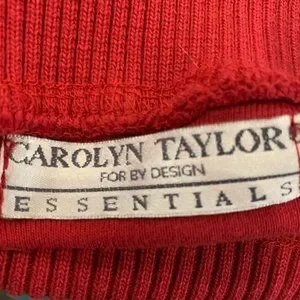 CAROLYN TAYLOR
FOR BY DESIGN
ESSENTIALS